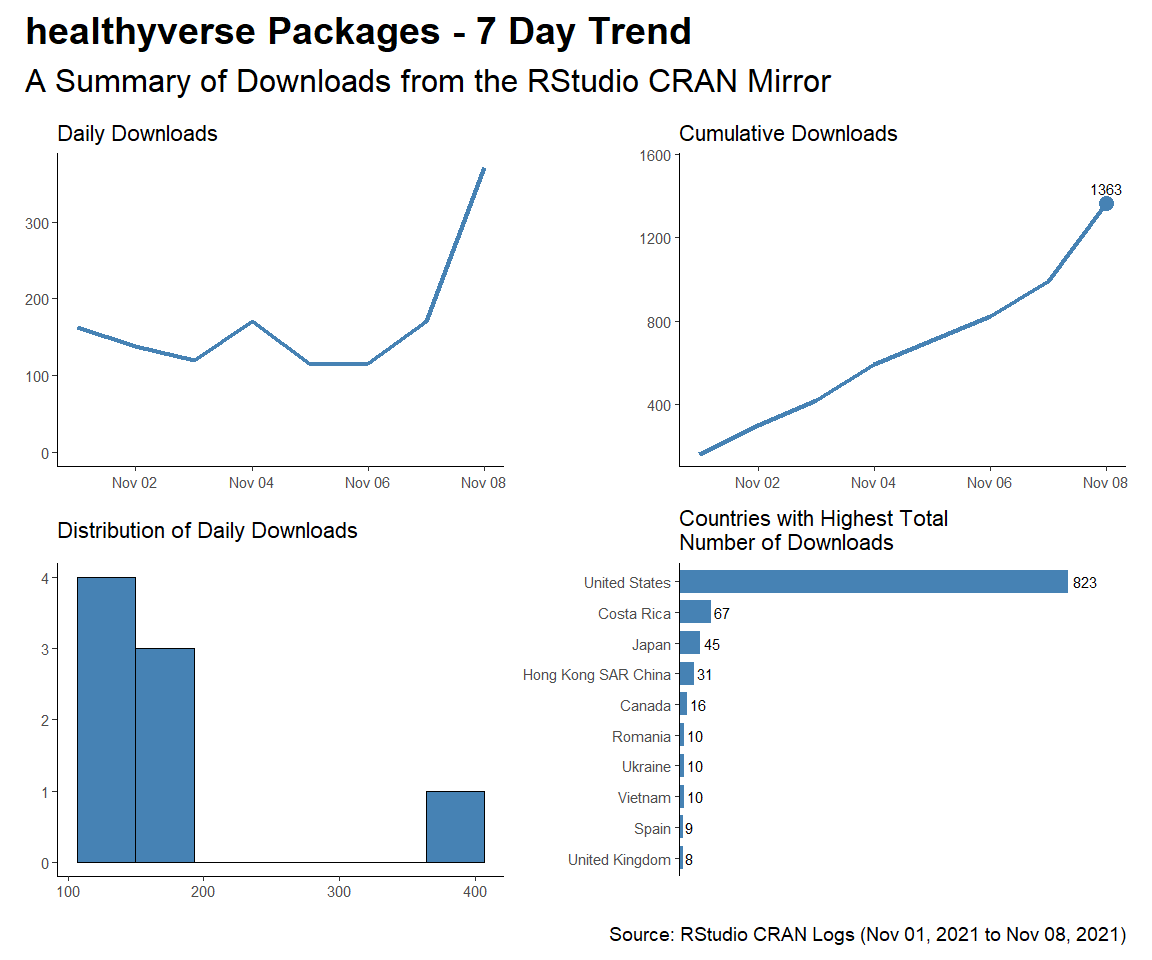 healthyverse Packages - 7 Day Trend
A Summary of Downloads from the RStudio CRAN Mirror
Daily Downloads
300
200
100
0
Nov 02 Nov 04 Nov 06 Nov 08
Cumulative Downloads
1600
1200
800
400
1363
Nov 02 Nov 04 Nov 06 Nov 08
Distribution of Daily Downloads
4
3
2
1
0
100 200 300 400
Countries with Highest Total
Number of Downloads
United States 823
Costa Rica 67
Japan 45
Hong Kong SAR China 31
Canada 16
Romania 10
Ukraine 10
Vietnam 10
Spain 9
United Kingdom 8
Source: RStudio CRAN Logs (Nov 01, 2021 to Nov 08, 2021)